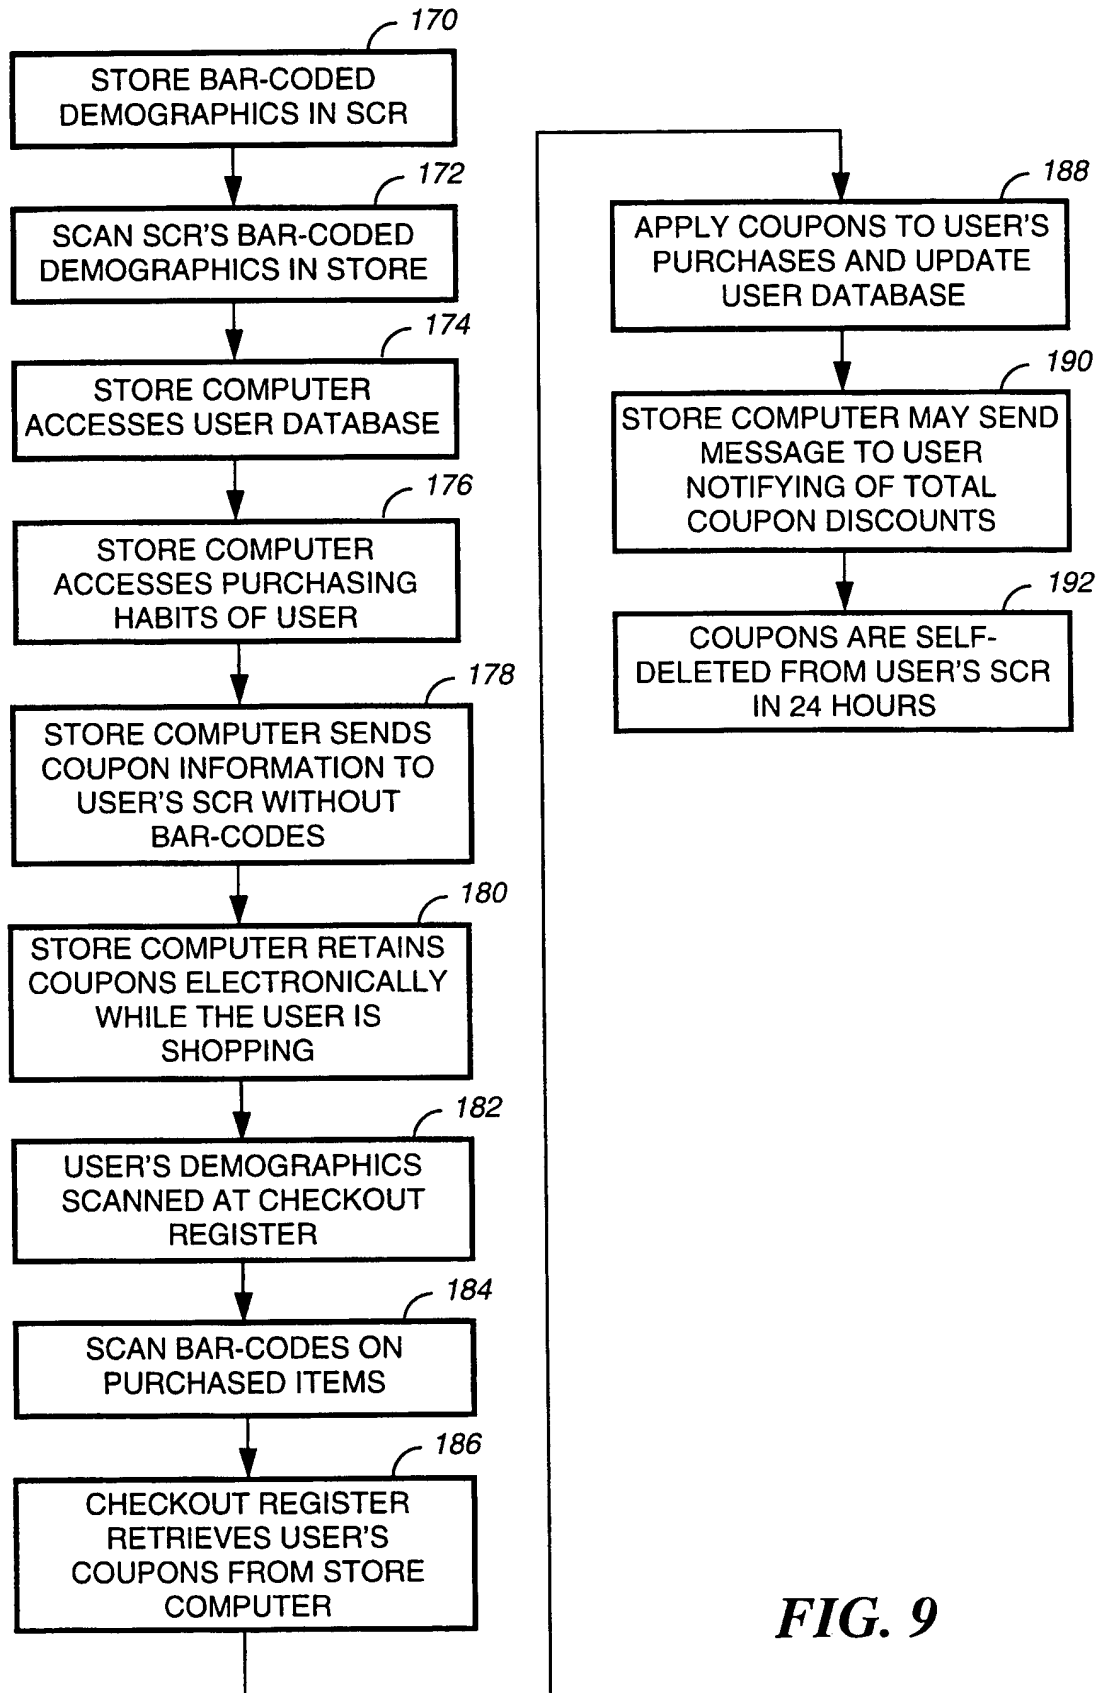 170
STORE BAR-CODED
DEMOGRAPHICS IN SCR
172
SCAN SCR'S BAR-CODED
DEMOGRAPHICS IN STORE
174
STORE COMPUTER
ACCESSES USER DATABASE
176
STORE COMPUTER
ACCESSES PURCHASING
HABITS OF USER
178
STORE COMPUTER SENDS
COUPON INFORMATION TO
USER'S SCR WITHOUT
BAR-CODES
180
STORE COMPUTER RETAINS
COUPONS ELECTRONICALLY
WHILE THE USER IS
SHOPPING
182
USER'S DEMOGRAPHICS
SCANNED AT CHECKOUT
REGISTER
184
SCAN BAR-CODES ON
PURCHASED ITEMS
186
CHECKOUT REGISTER
RETRIEVES USER'S
COUPONS FROM STORE
COMPUTER
188
APPLY COUPONS TO USER'S
PURCHASES AND UPDATE
USER DATABASE
190
STORE COMPUTER MAY SEND
MESSAGE TO USER
NOTIFYING OF TOTAL
COUPON DISCOUNTS
192
COUPONS ARE SELF-
DELETED FROM USER'S SCR
IN 24 HOURS
FIG. 9